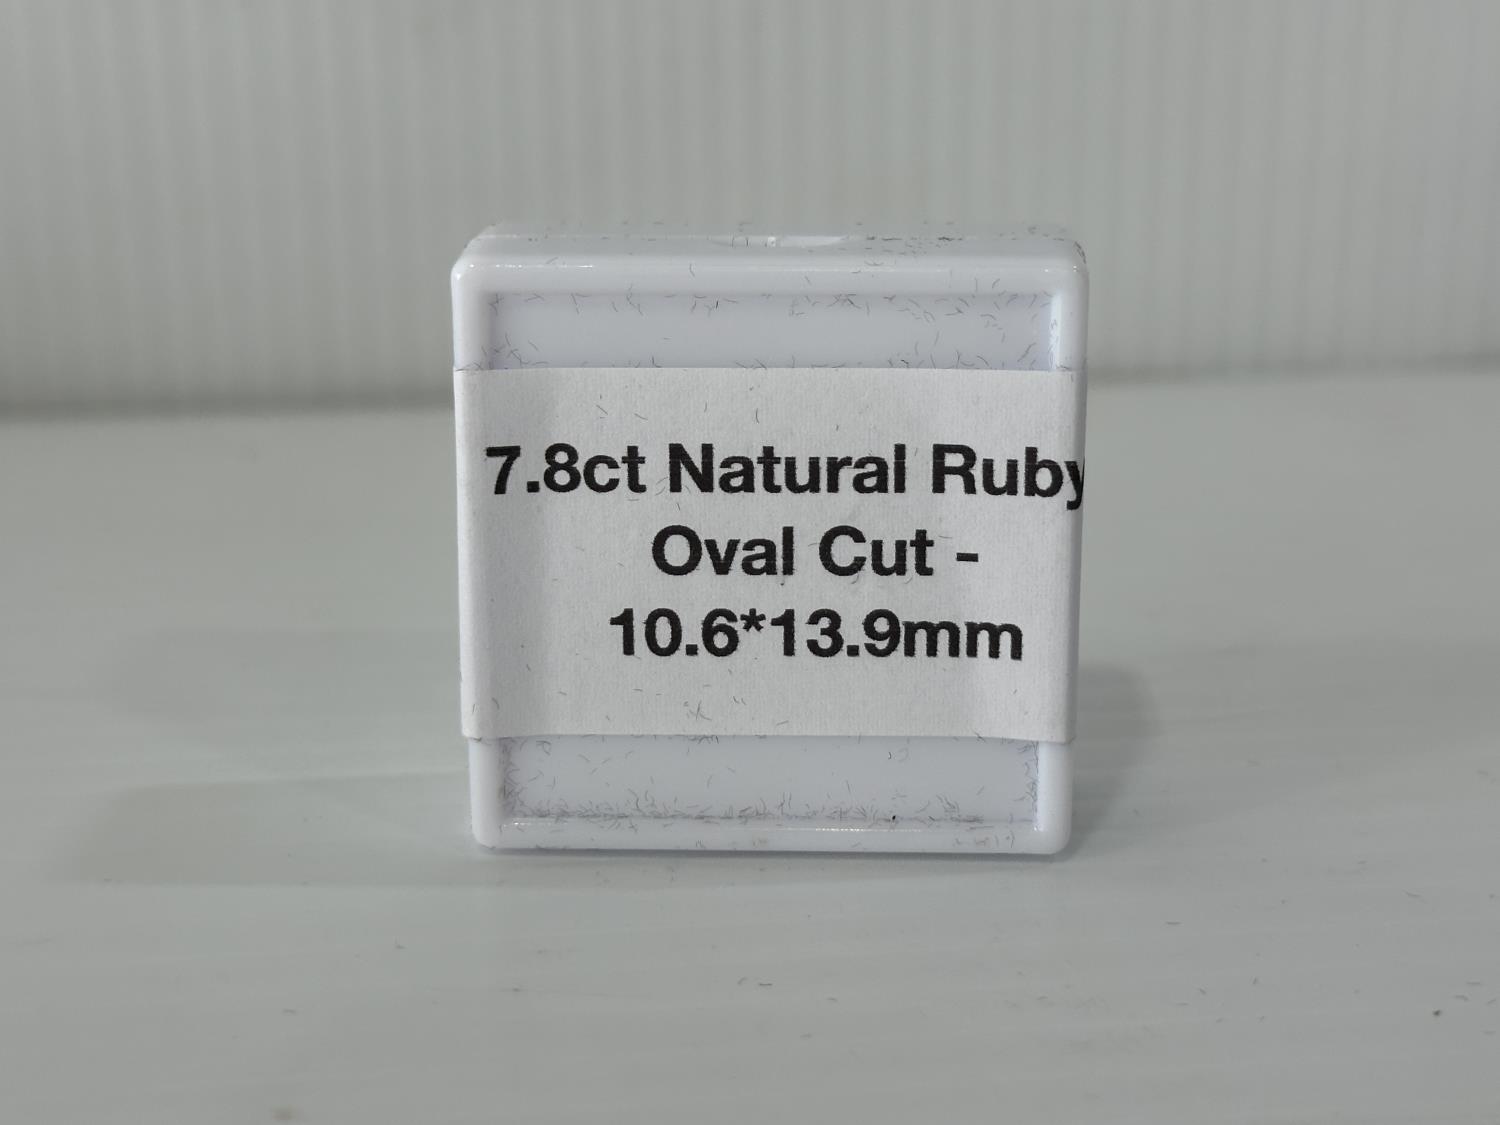 7.8ct Natural Ruby
Oval Cut -
10.6*13.9mm